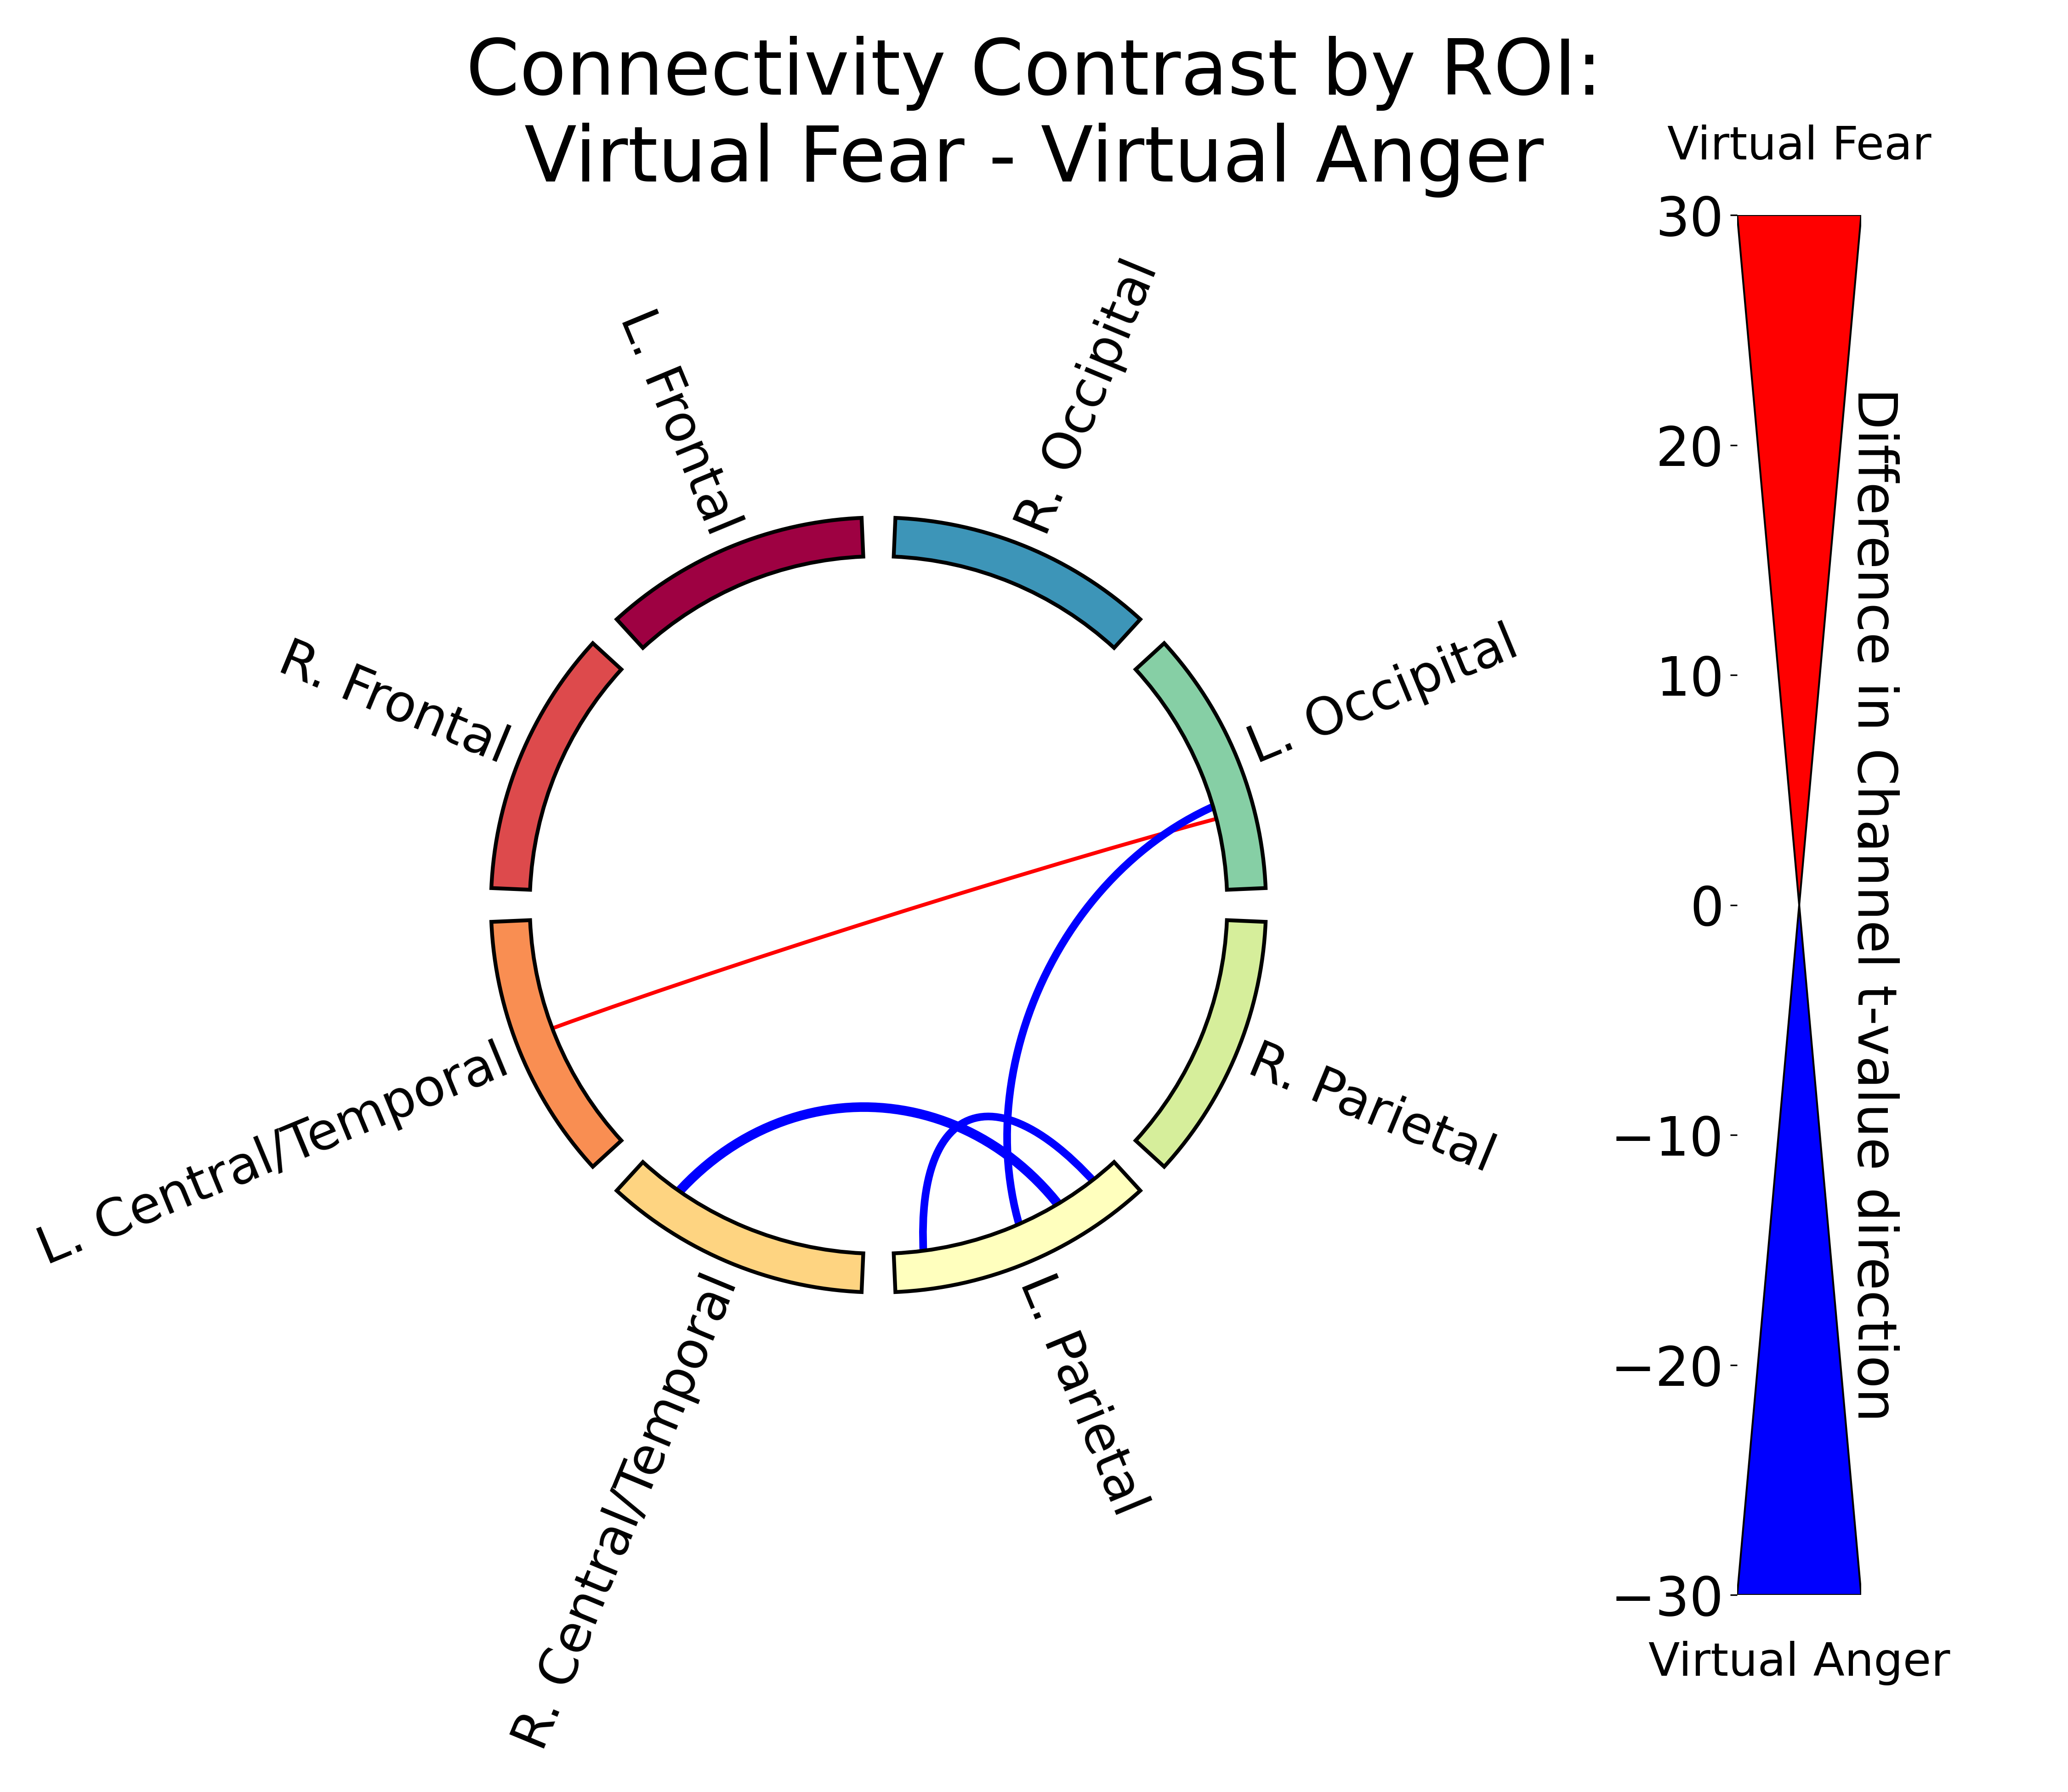 Connectivity Contrast by ROI:
Virtual Fear - Virtual Anger
L. Frontal
R. Occipital
R. Frontal
L. Occipital
L. Central/Temporal
R. Parietal
R. Central/Temporal
L. Parietal
Virtual Fear
30
20
10
0
−10
−20
−30
Virtual Anger
Difference in Channel t-value direction